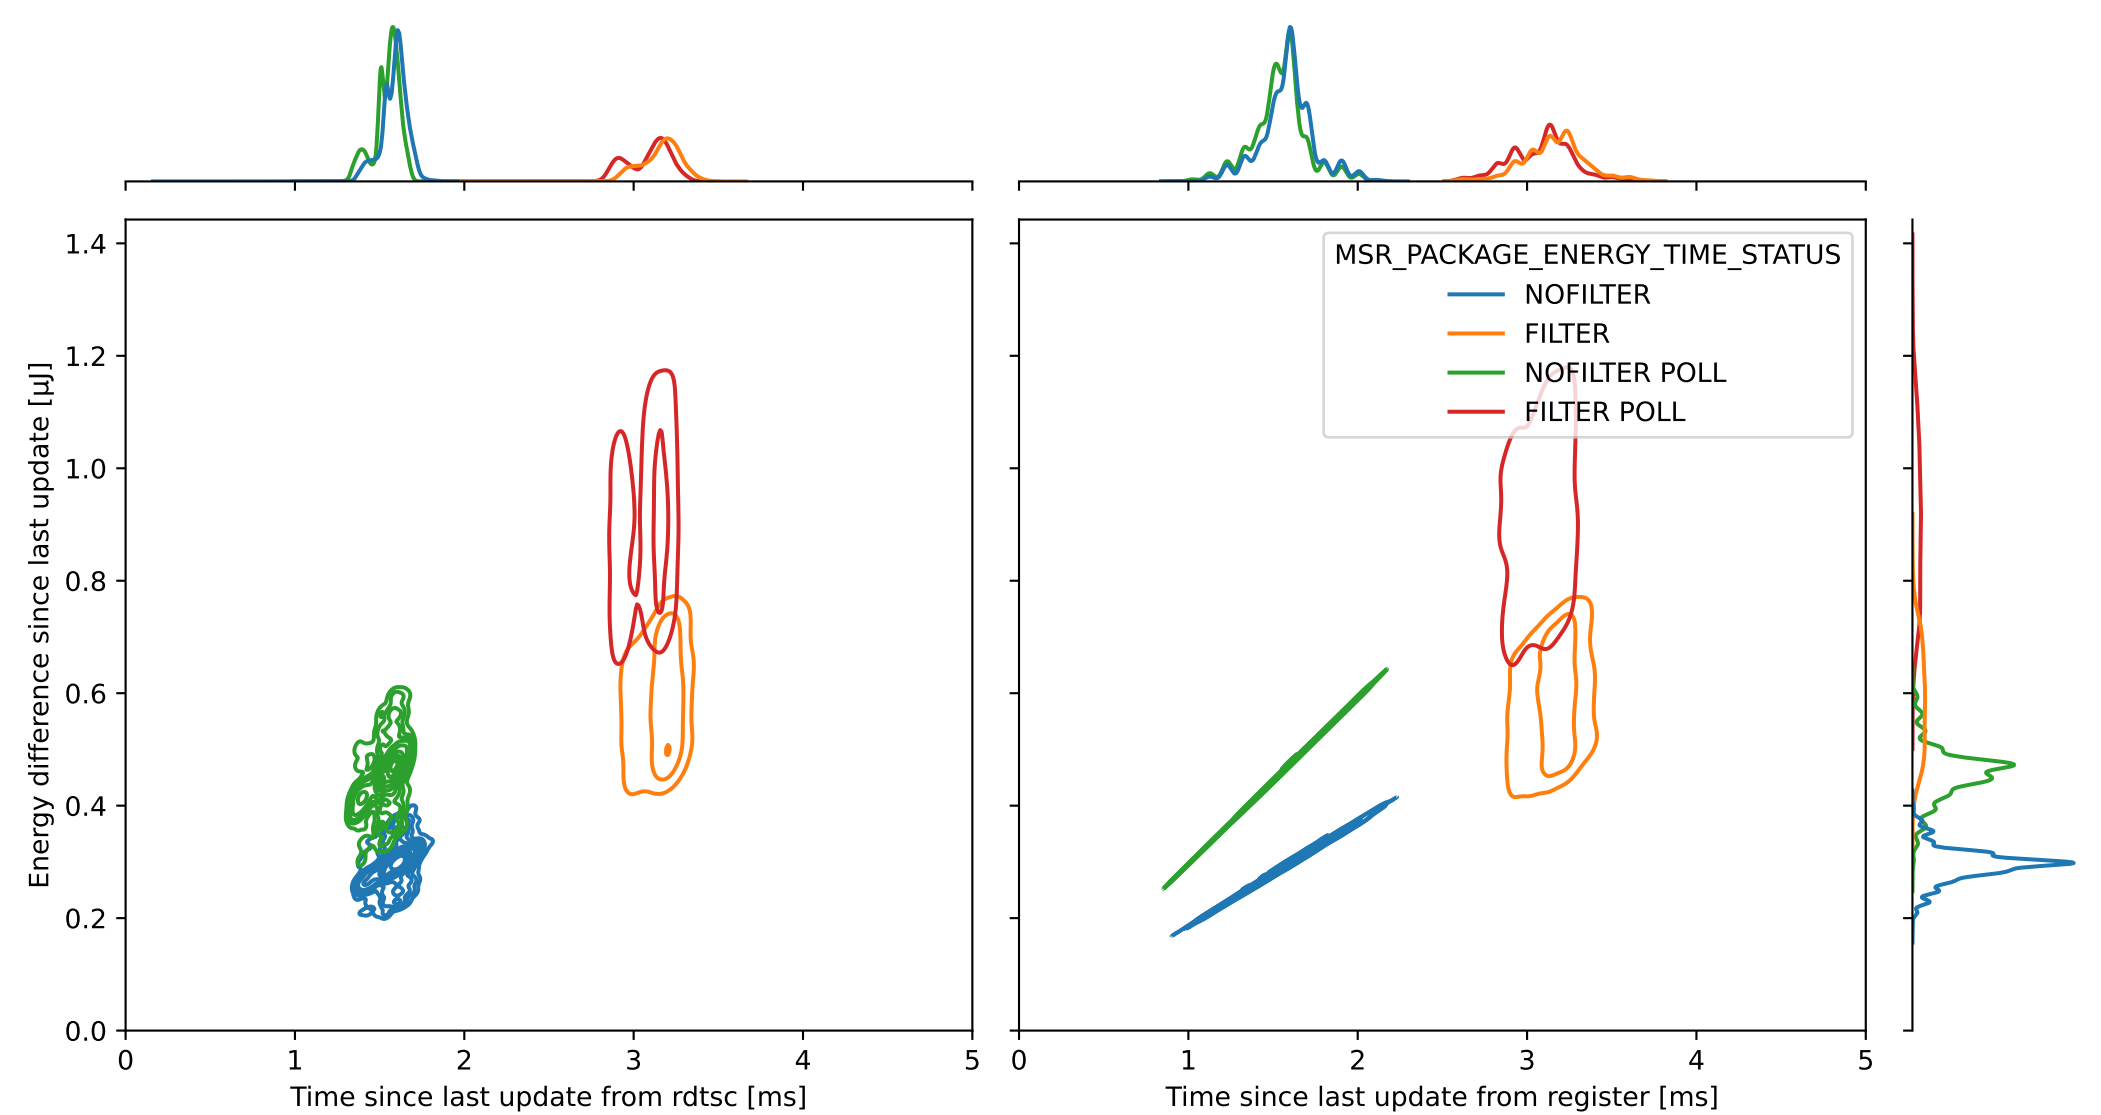 MSR_PACKAGE_ENERGY_TIME_STATUS
NOFILTER
FILTER
NOFILTER POLL
FILTER POLL
Energy difference since last update [µJ]
1.4
1.2
1.0
0.8
0.6
0.4
0.2
0.0
0 1 2 3 4 5
0 1 2 3 4 5
Time since last update from rdtsc [ms]
Time since last update from register [ms]